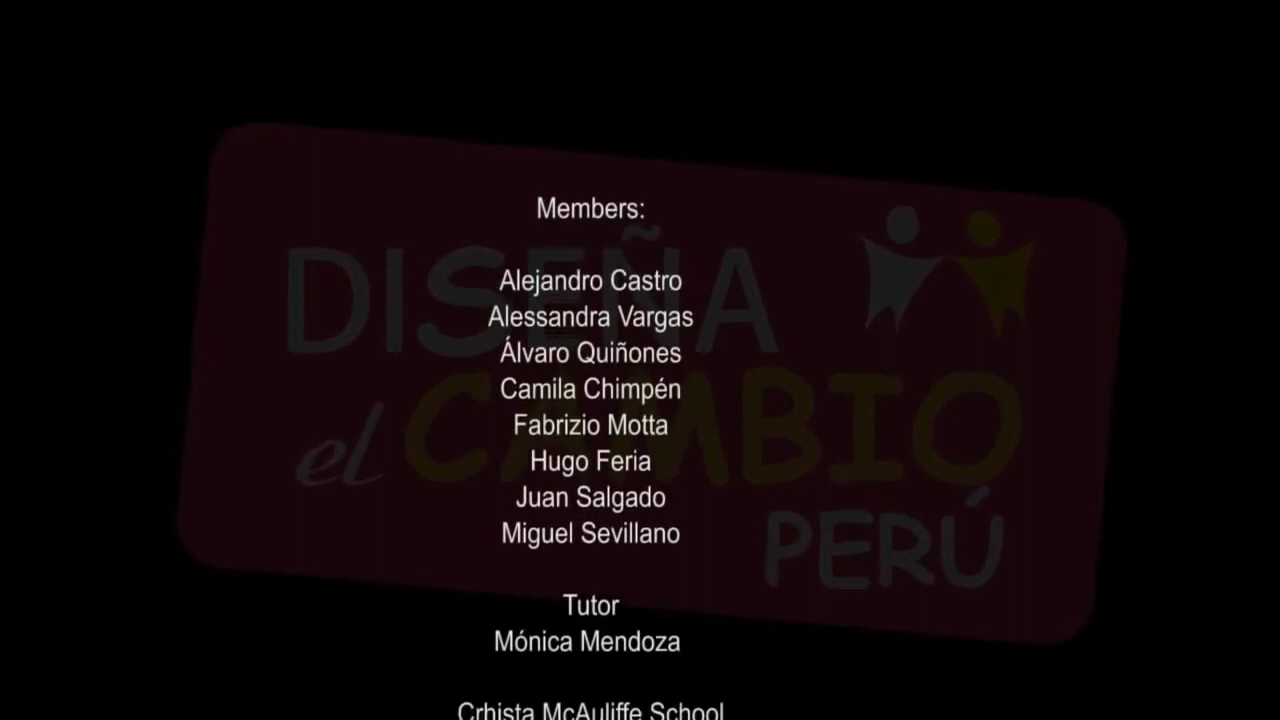 Members:
Alejandro Castro
Alessandra Vargas
Álvaro Quiñones
Camila Chimpén
Fabrizio Motta
Hugo Feria
Juan Salgado
Miguel Sevillano
Tutor
Mónica Mendoza
Crhista McAuliffe School
DISEÑA
el CAMBIO
PERÚ